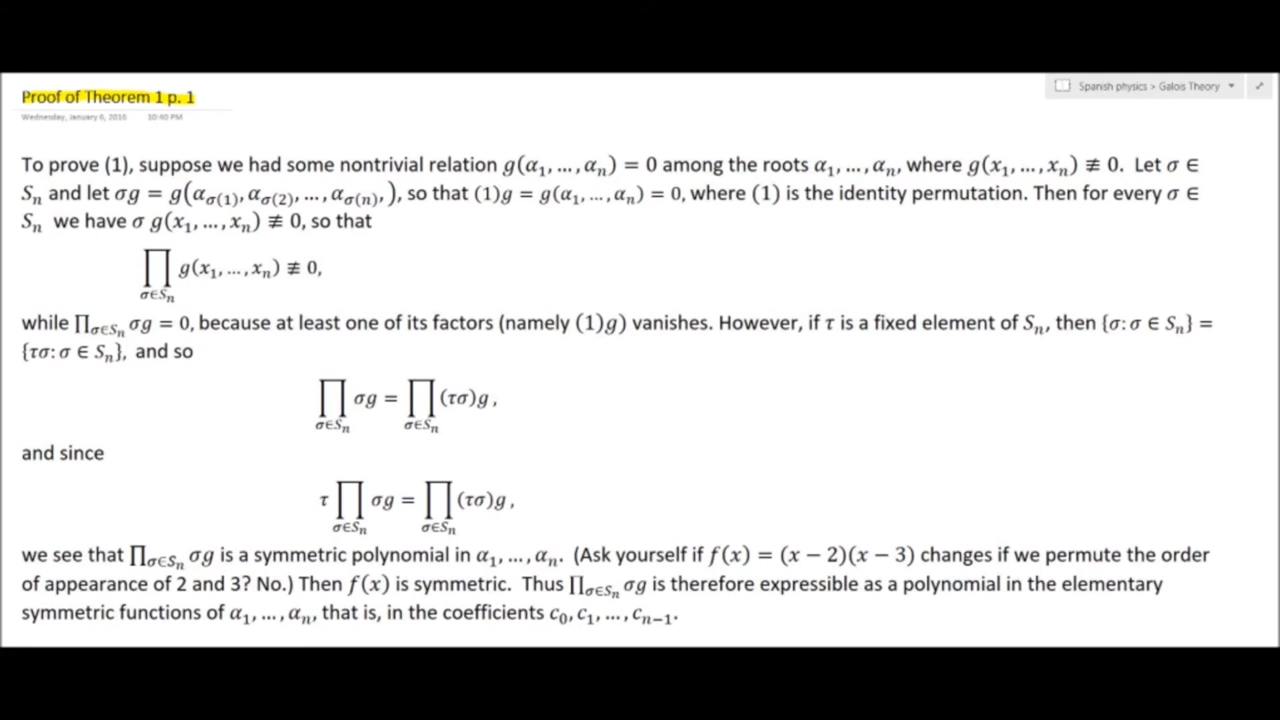 Proof of Theorem 1 p. 1
Spanish physics > Galois Theory
Wednesday, January 6, 2016 10:40 PM
To prove (1), suppose we had some nontrivial relation g(α₁, … , αₙ) = 0 among the roots α₁, … , αₙ, where g(x₁, … , xₙ) ≢ 0. Let σ ∈
Sₙ and let σg = g(α_σ(1), α_σ(2), … , α_σ(n), ), so that (1)g = g(α₁, … , αₙ) = 0, where (1) is the identity permutation. Then for every σ ∈
Sₙ we have σ g(x₁, … , xₙ) ≢ 0, so that
∏_{σ∈Sₙ} g(x₁, … , xₙ) ≢ 0,
while ∏_{σ∈Sₙ} σg = 0, because at least one of its factors (namely (1)g) vanishes. However, if τ is a fixed element of Sₙ, then {σ: σ ∈ Sₙ} =
{τσ: σ ∈ Sₙ}, and so
∏_{σ∈Sₙ} σg = ∏_{σ∈Sₙ} (τσ)g ,
and since
τ ∏_{σ∈Sₙ} σg = ∏_{σ∈Sₙ} (τσ)g ,
we see that ∏_{σ∈Sₙ} σg is a symmetric polynomial in α₁, … , αₙ. (Ask yourself if f(x) = (x − 2)(x − 3) changes if we permute the order
of appearance of 2 and 3? No.) Then f(x) is symmetric. Thus ∏_{σ∈Sₙ} σg is therefore expressible as a polynomial in the elementary
symmetric functions of α₁, … , αₙ, that is, in the coefficients c₀, c₁, … , cₙ₋₁.